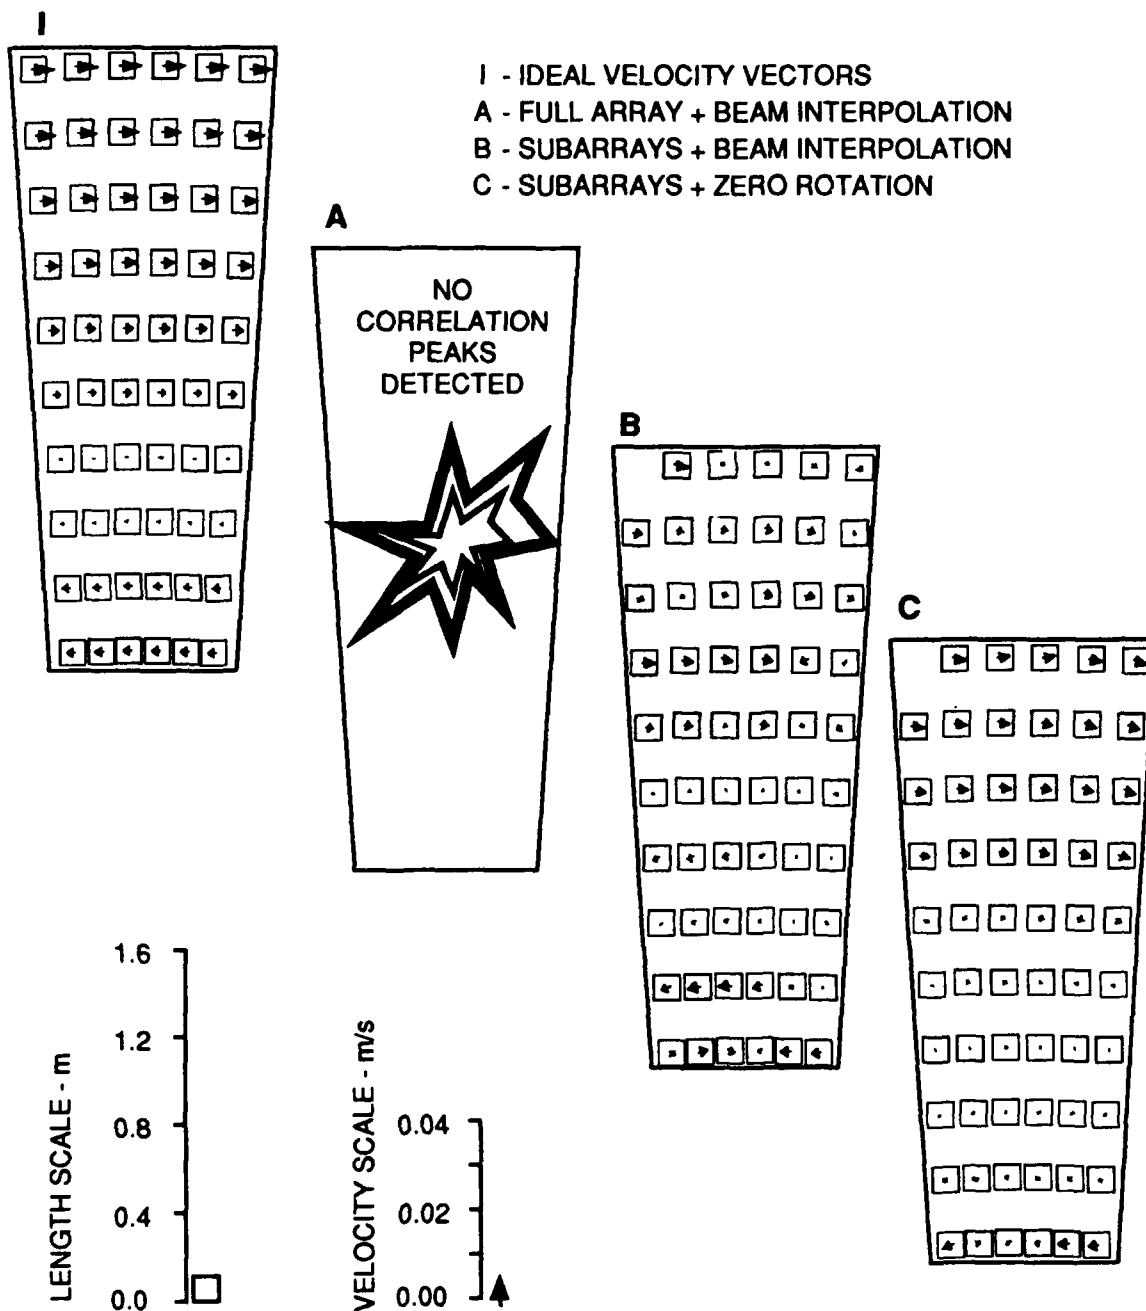 I
I - IDEAL VELOCITY VECTORS
A - FULL ARRAY + BEAM INTERPOLATION
B - SUBARRAYS + BEAM INTERPOLATION
C - SUBARRAYS + ZERO ROTATION
A
NO
CORRELATION
PEAKS
DETECTED
B
C
LENGTH SCALE - m
1.6
1.2
0.8
0.4
0.0
VELOCITY SCALE - m/s
0.04
0.02
0.00